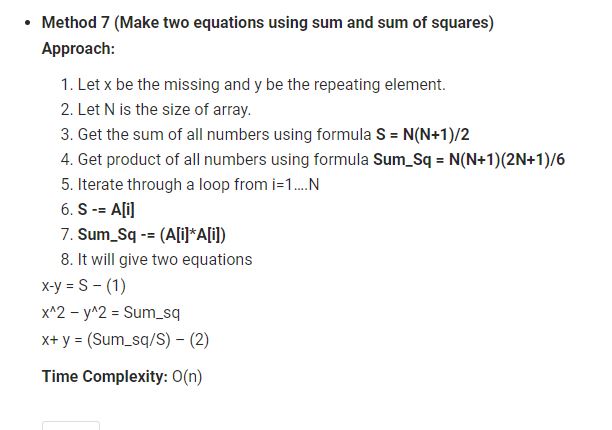 • Method 7 (Make two equations using sum and sum of squares)
Approach:
1. Let x be the missing and y be the repeating element.
2. Let N is the size of array.
3. Get the sum of all numbers using formula S = N(N+1)/2
4. Get product of all numbers using formula Sum_Sq = N(N+1)(2N+1)/6
5. Iterate through a loop from i=1….N
6. S -= A[i]
7. Sum_Sq -= (A[i]*A[i])
8. It will give two equations
x-y = S – (1)
x^2 – y^2 = Sum_sq
x+ y = (Sum_sq/S) – (2)
Time Complexity: O(n)